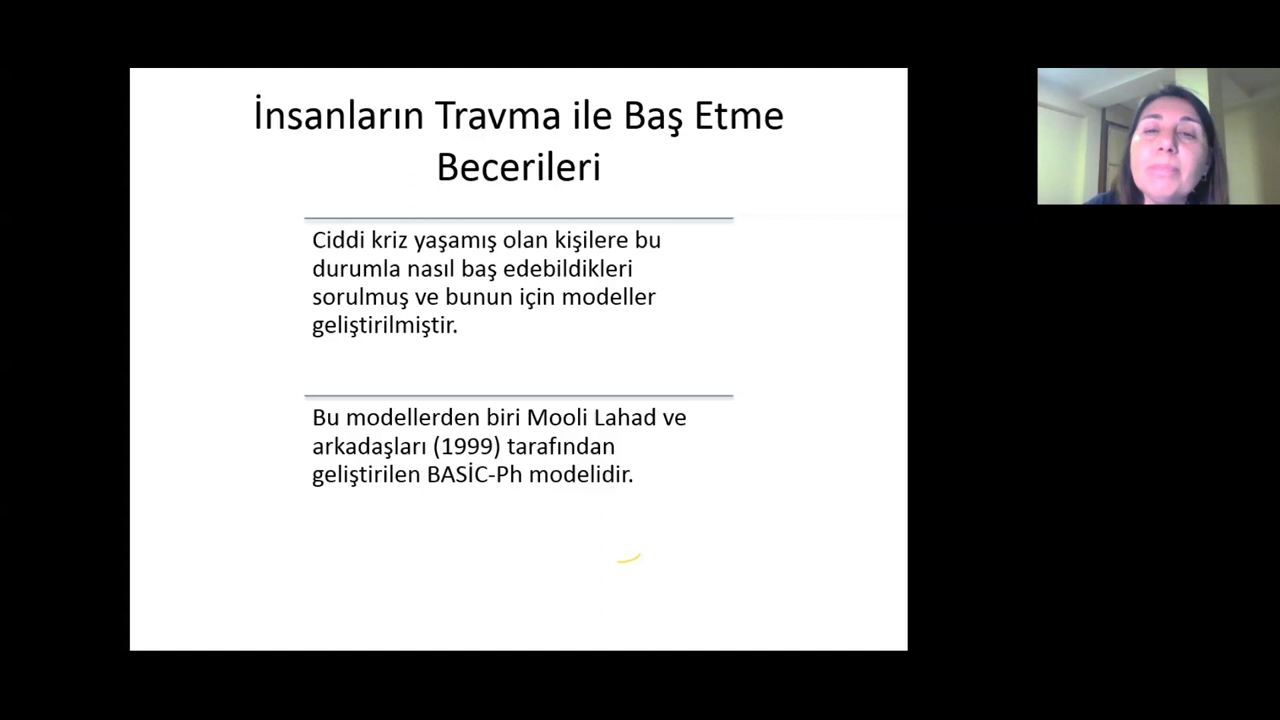 İnsanların Travma ile Baş Etme
Becerileri
Ciddi kriz yaşamış olan kişilere bu
durumla nasıl baş edebildikleri
sorulmuş ve bunun için modeller
geliştirilmiştir.
Bu modellerden biri Mooli Lahad ve
arkadaşları (1999) tarafından
geliştirilen BASİC-Ph modelidir.